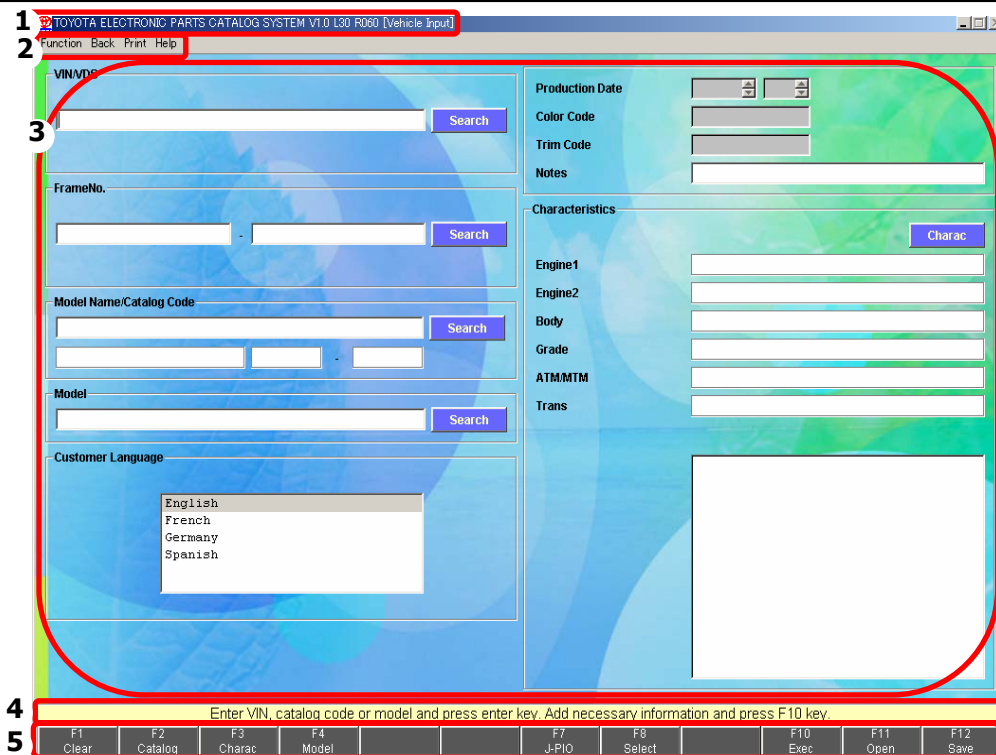 1 TOYOTA ELECTRONIC PARTS CATALOG SYSTEM V1.0 L30 R060 [Vehicle Input]
2 Function Back Print Help
3
VIN/VDS
Search
FrameNo.
- Search
Model Name/Catalog Code
Search
-
Model
Search
Customer Language
English
French
Germany
Spanish
Production Date
Color Code
Trim Code
Notes
Characteristics
Charac
Engine1
Engine2
Body
Grade
ATM/MTM
Trans
4 Enter VIN, catalog code or model and press enter key. Add necessary information and press F10 key.
5 F1 F2 F3 F4 F7 F8 F10 F11 F12
Clear Catalog Charac Model J-PIO Select Exec Open Save